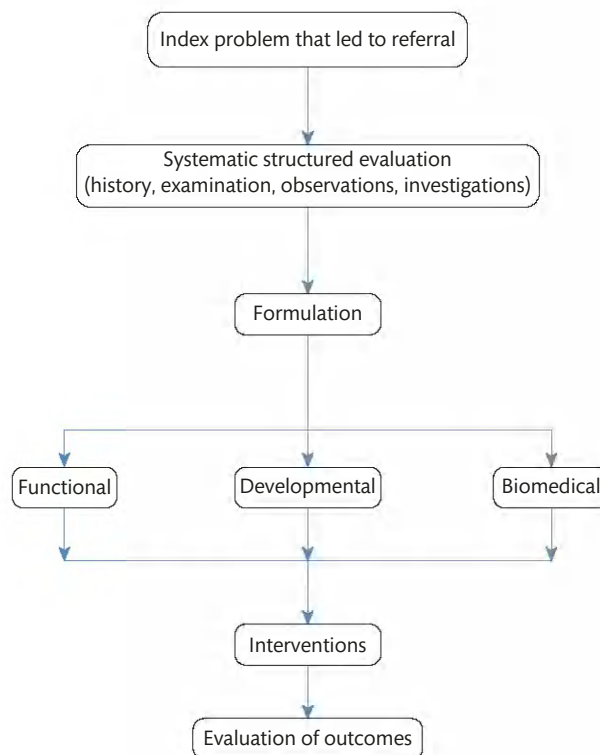 Index problem that led to referral
Systematic structured evaluation
(history, examination, observations, investigations)
Formulation
Functional
Developmental
Biomedical
Interventions
Evaluation of outcomes